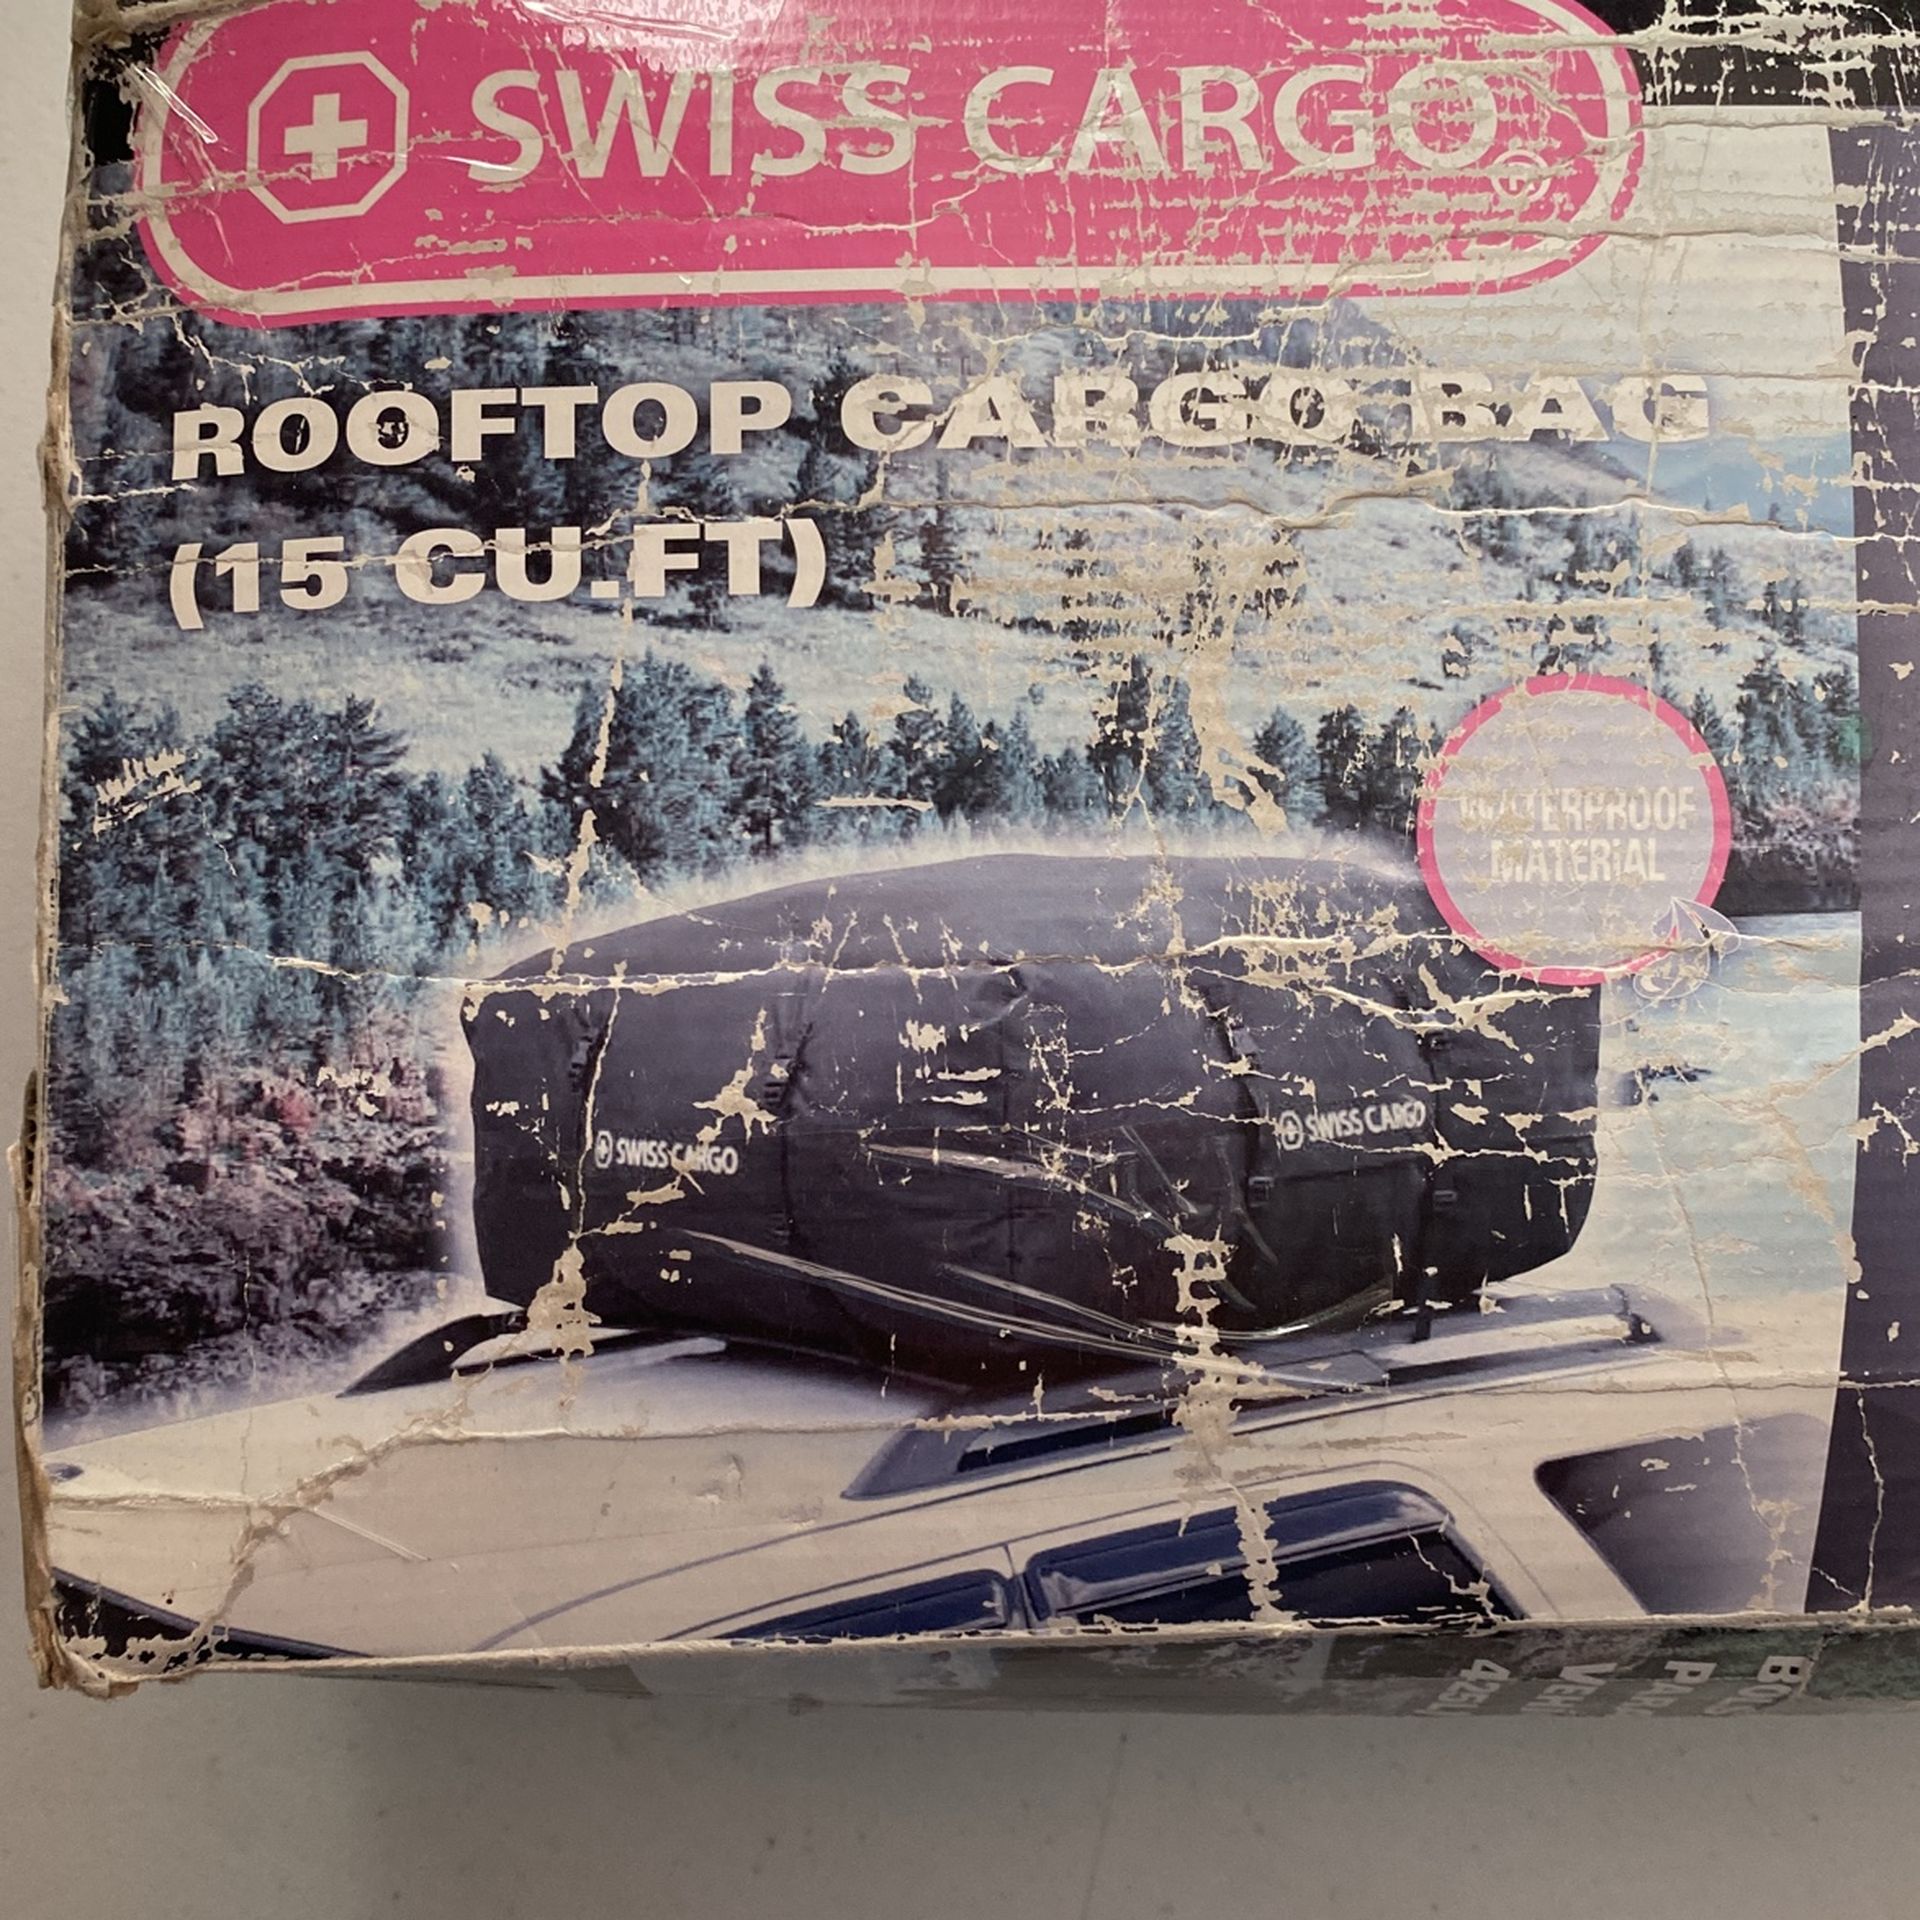 SWISS CARGO®
ROOFTOP CARGO BAG
(15 CU.FT)
WATERPROOF
MATERIAL
SWISS CARGO
SWISS CARGO